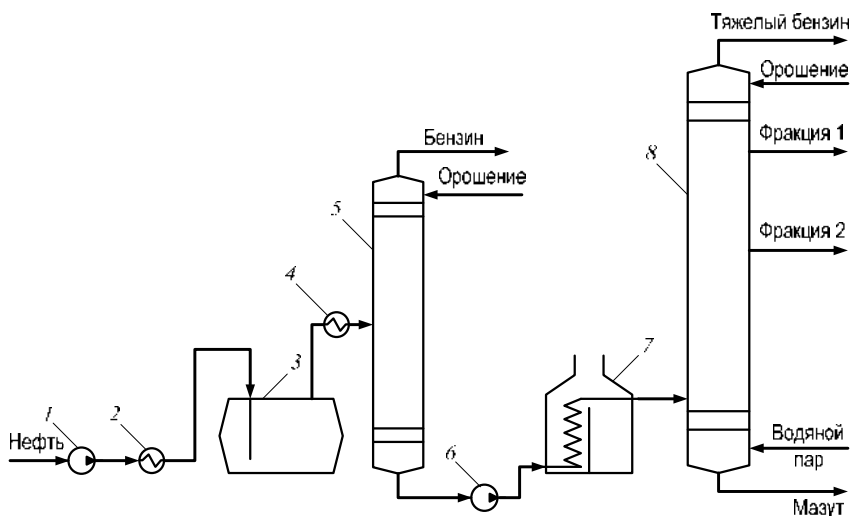 Тяжелый бензин
Орошение
Фракция 1
8
Фракция 2
Бензин
Орошение
5
4
3
7
1
2
Нефть
6
Водяной
пар
Мазут